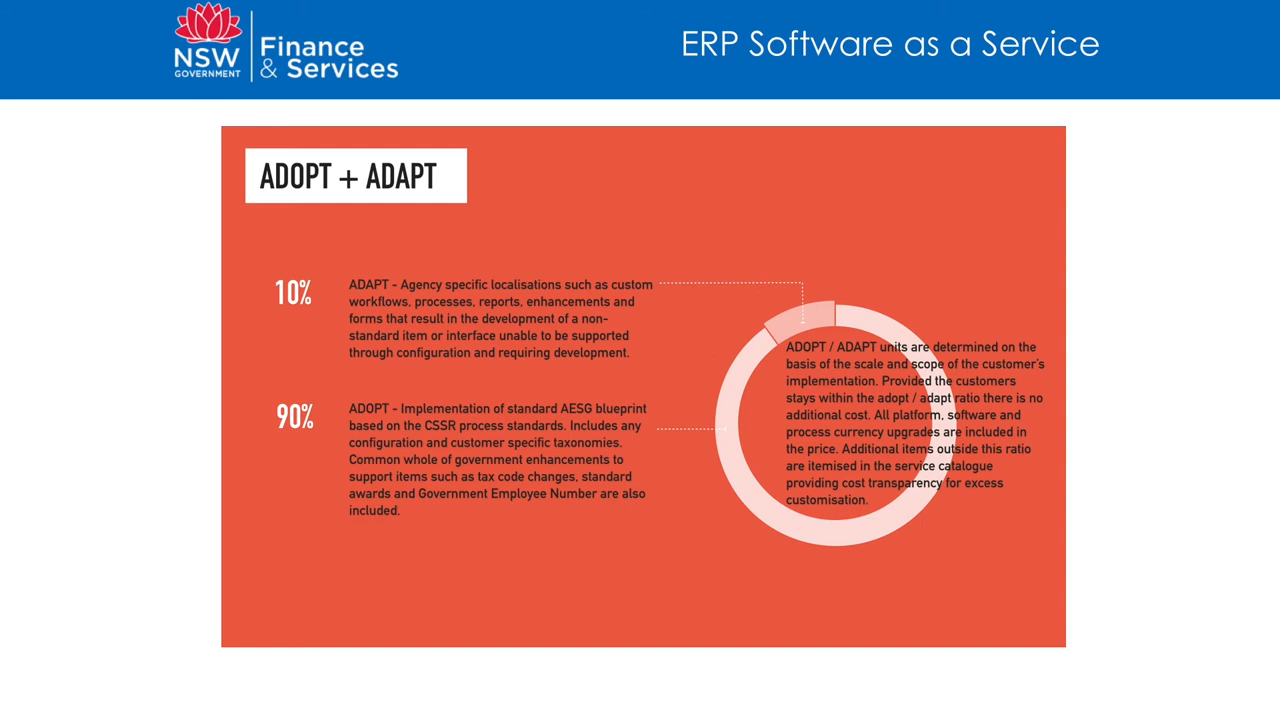 NSW
GOVERNMENT
Finance
& Services
ERP Software as a Service
ADOPT + ADAPT
10%
ADAPT - Agency specific localisations such as custom
workflows, processes, reports, enhancements and
forms that result in the development of a non-
standard item or interface unable to be supported
through configuration and requiring development.
90%
ADOPT - Implementation of standard AESG blueprint
based on the CSSR process standards. Includes any
configuration and customer specific taxonomies.
Common whole of government enhancements to
support items such as tax code changes, standard
awards and Government Employee Number are also
included.
ADOPT / ADAPT units are determined on the
basis of the scale and scope of the customer's
implementation. Provided the customers
stays within the adopt / adapt ratio there is no
additional cost. All platform, software and
process currency upgrades are included in
the price. Additional items outside this ratio
are itemised in the service catalogue
providing cost transparency for excess
customisation.